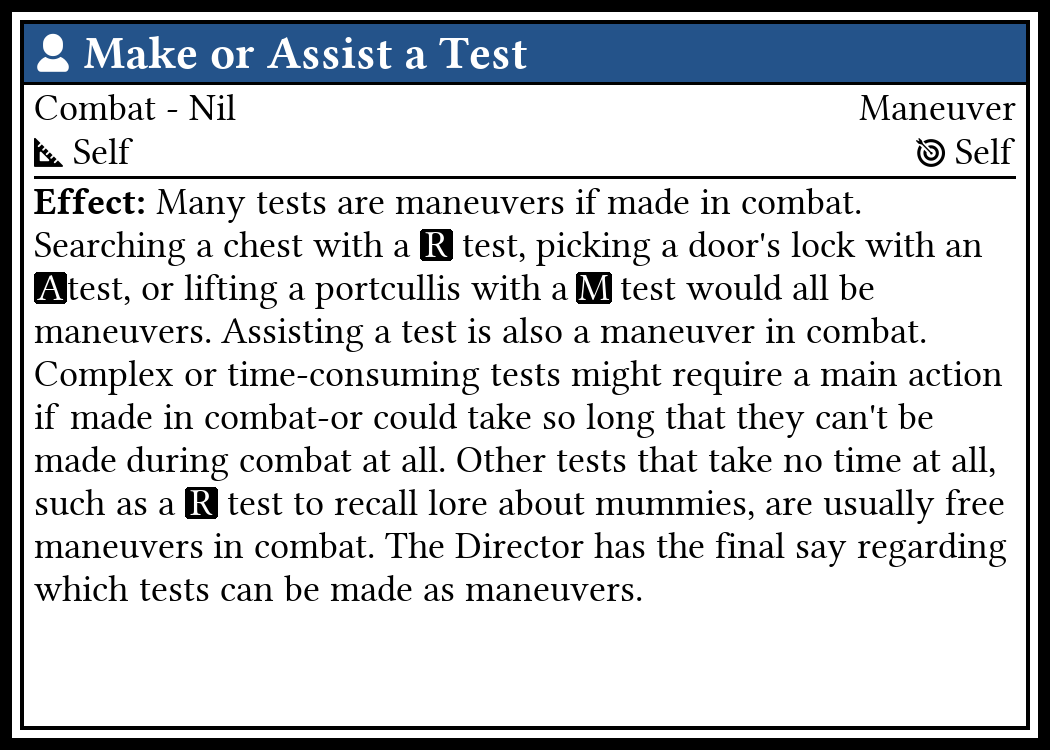 Make or Assist a Test
Combat - Nil Maneuver
Self Self
Effect: Many tests are maneuvers if made in combat.
Searching a chest with a R test, picking a door's lock with an
A test, or lifting a portcullis with a M test would all be
maneuvers. Assisting a test is also a maneuver in combat.
Complex or time-consuming tests might require a main action
if made in combat-or could take so long that they can't be
made during combat at all. Other tests that take no time at all,
such as a R test to recall lore about mummies, are usually free
maneuvers in combat. The Director has the final say regarding
which tests can be made as maneuvers.